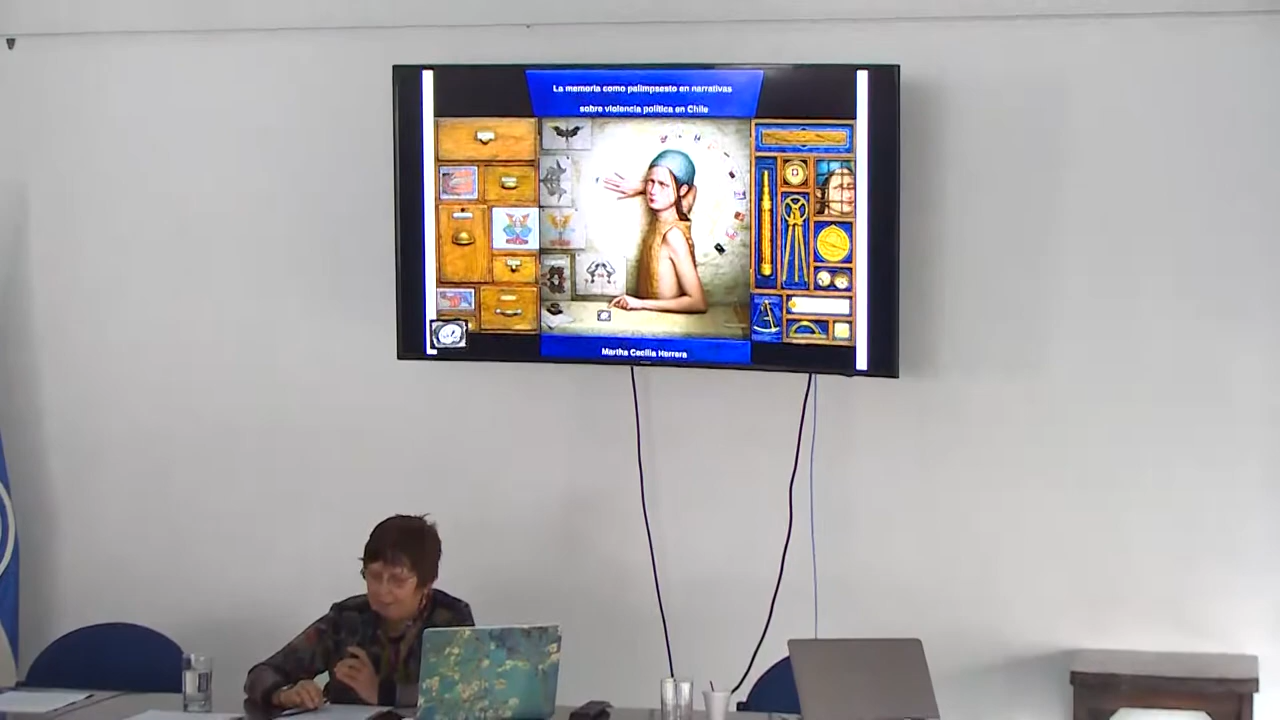 La memoria como palimpsesto en narrativas
sobre violencia política en Chile
Martha Cecilia Herrera